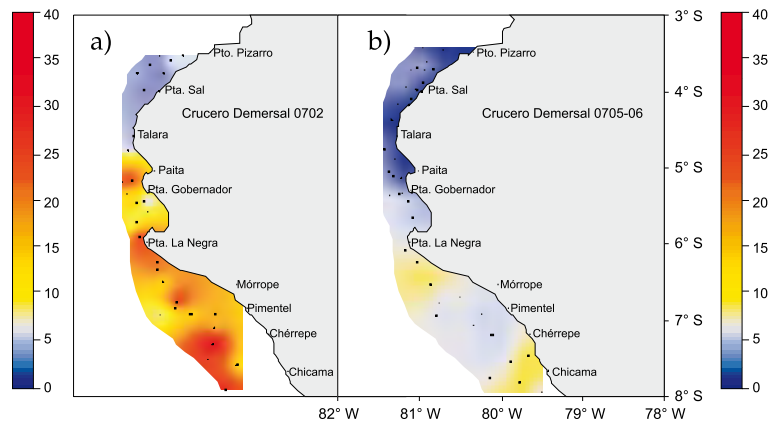 a)
Pto. Pizarro
Pta. Sal
Crucero Demersal 0702
Talara
Paita
Pta. Gobernador
Pta. La Negra
Mórrope
Pimentel
Chérrepe
Chicama
40
35
30
25
20
15
10
5
0
b)
Pto. Pizarro
Pta. Sal
Crucero Demersal 0705-06
Talara
Paita
Pta. Gobernador
Pta. La Negra
Mórrope
Pimentel
Chérrepe
Chicama
3° S
4° S
5° S
6° S
7° S
8° S
40
35
30
25
20
15
10
5
0
82° W
81° W
80° W
79° W
78° W